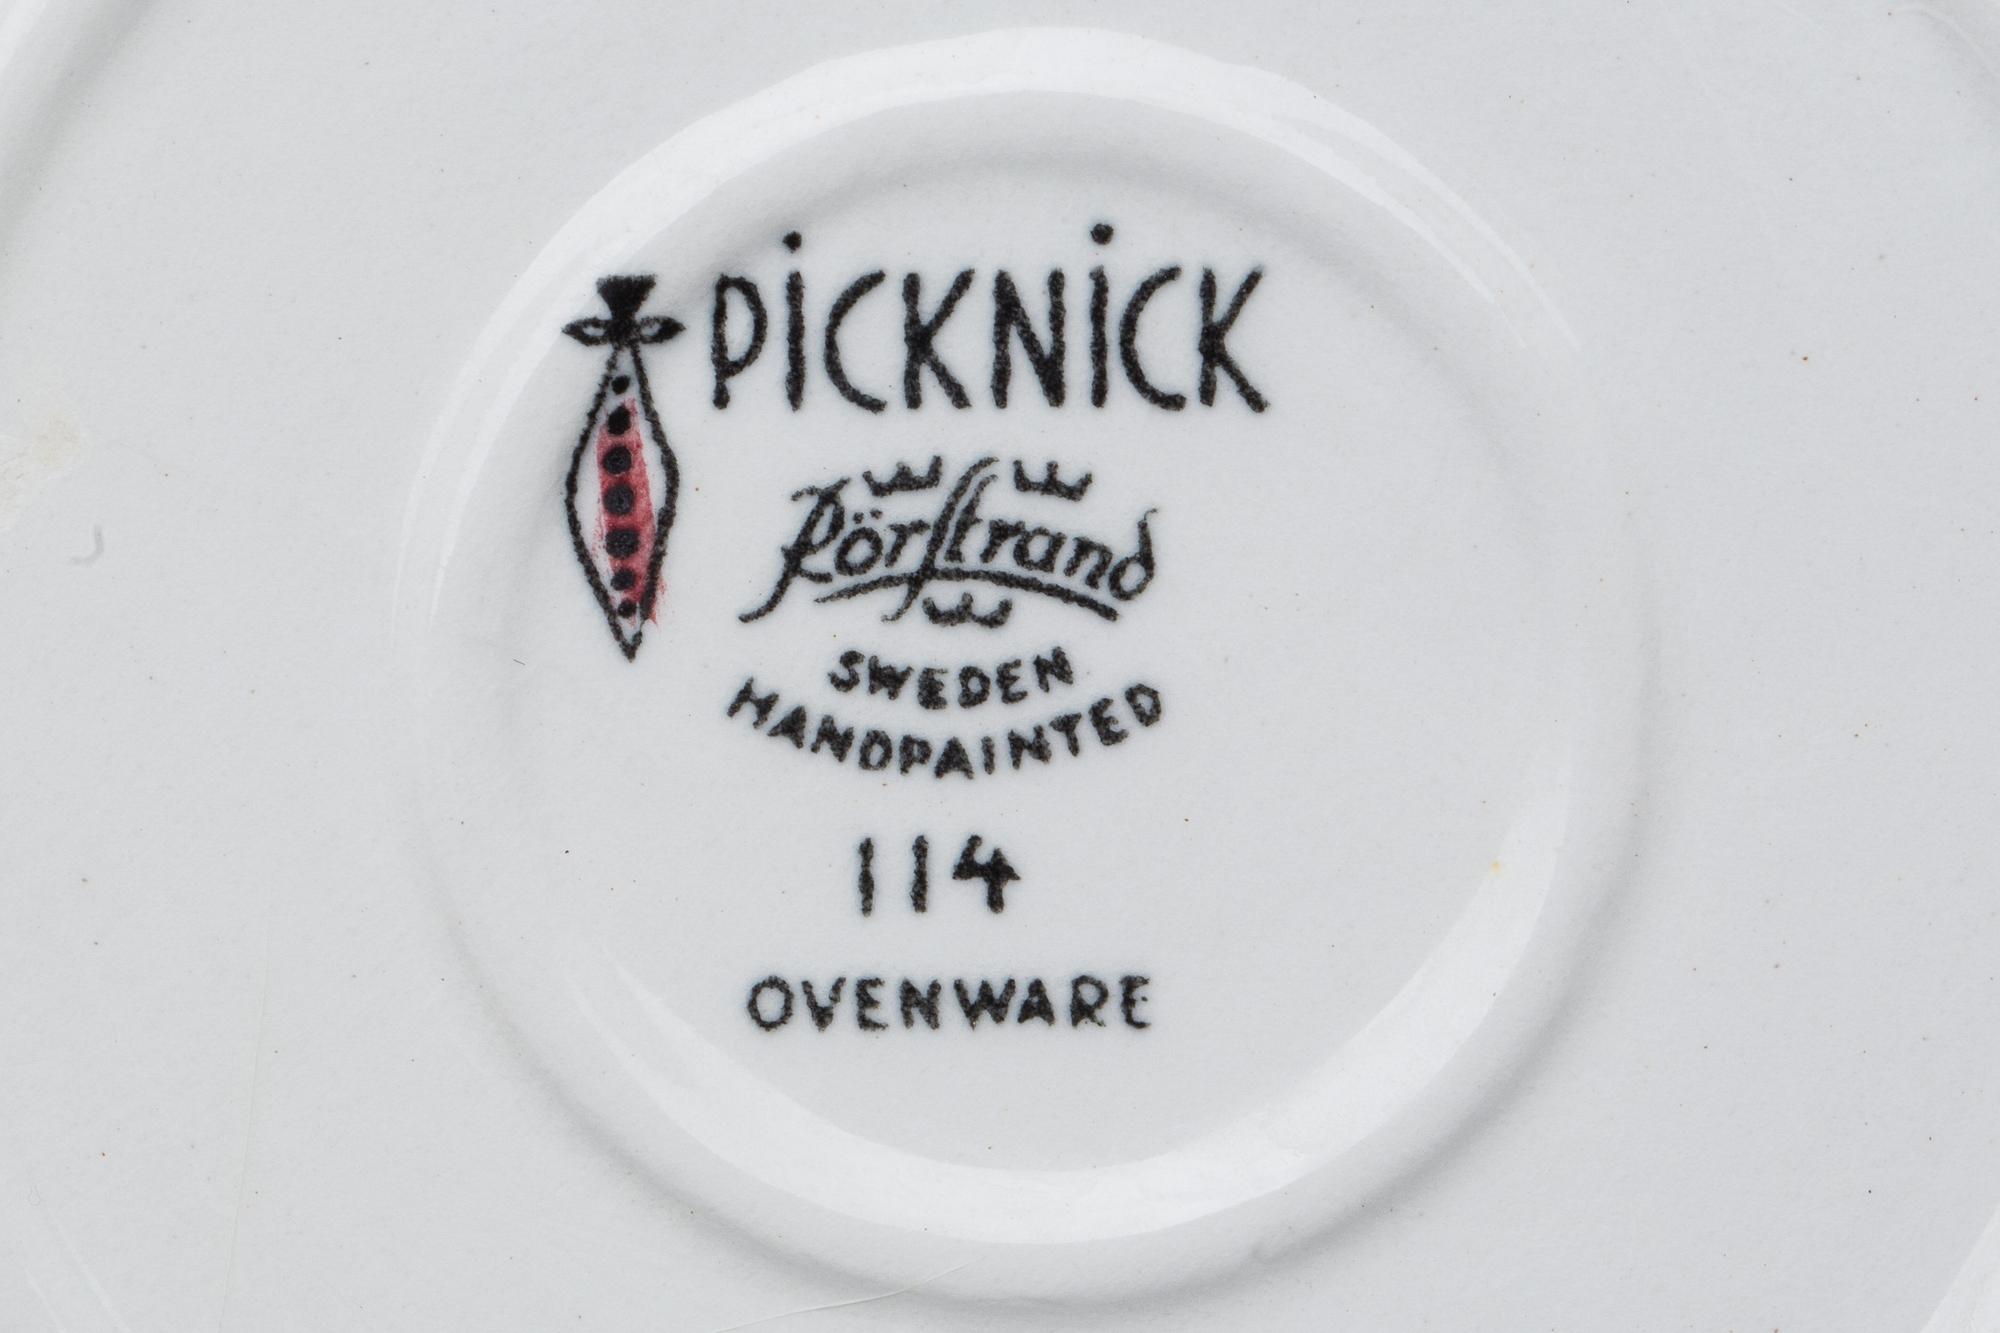 PiCKNiCK
Rörstrand
SWEDEN
HANDPAINTED
114
OVENWARE